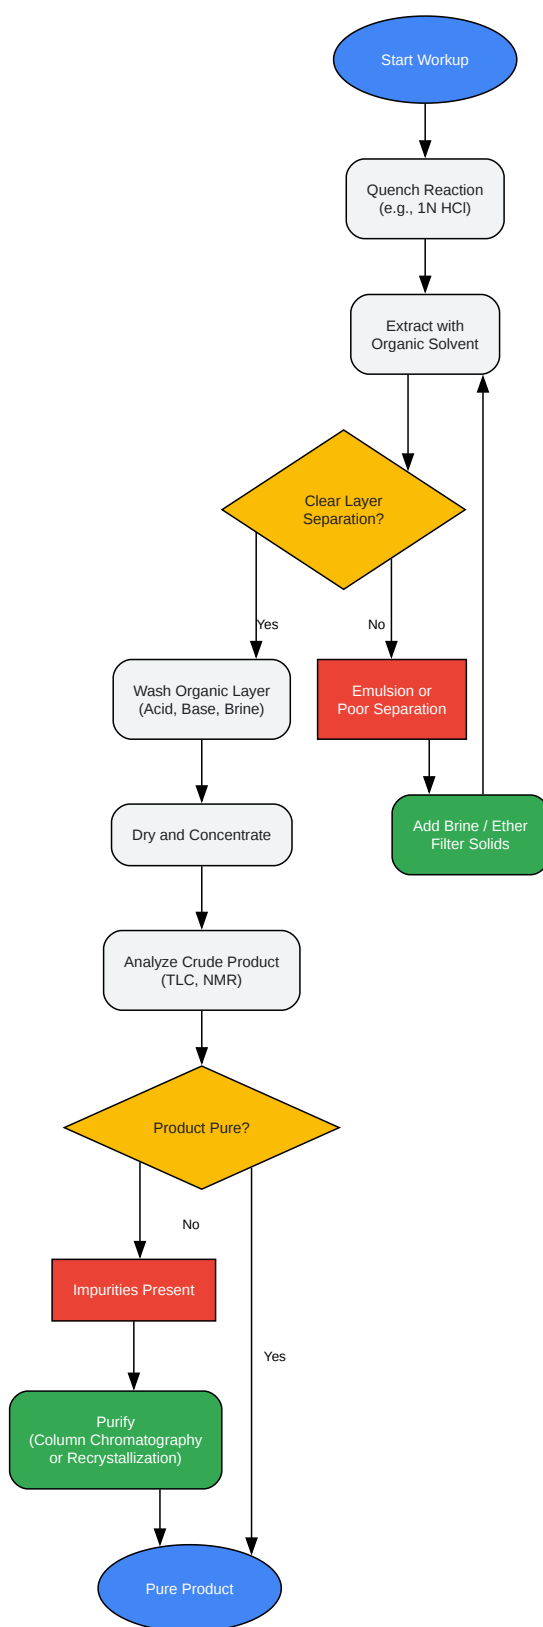 Start Workup
Quench Reaction
(e.g., 1N HCl)
Extract with
Organic Solvent
Clear Layer
Separation?
Yes
No
Wash Organic Layer
(Acid, Base, Brine)
Emulsion or
Poor Separation
Dry and Concentrate
Add Brine / Ether
Filter Solids
Analyze Crude Product
(TLC, NMR)
Product Pure?
No
Impurities Present
Yes
Purify
(Column Chromatography
or Recrystallization)
Pure Product